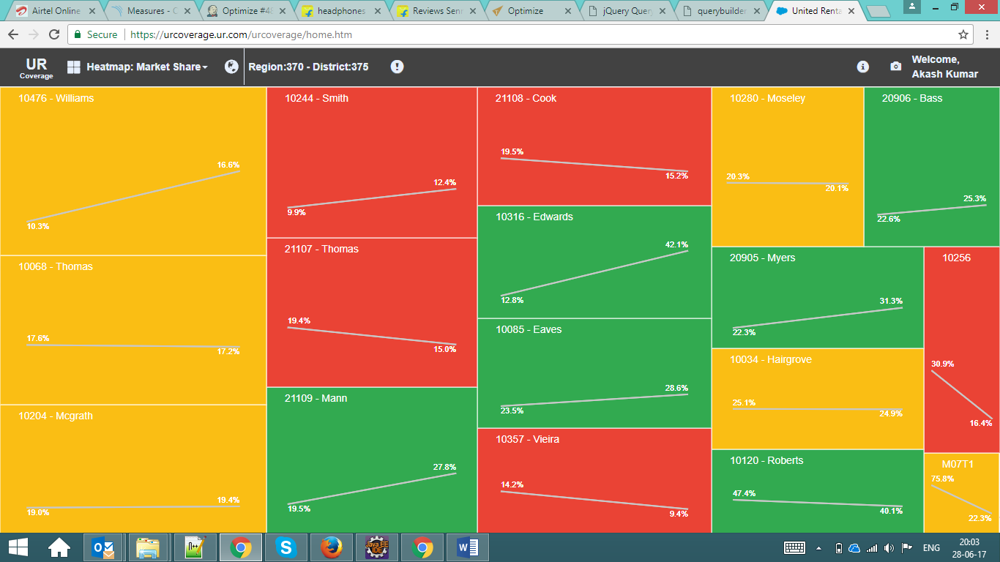 Airtel Online
Measures - C
Optimize #48
headphones
Reviews Sen
Optimize
jQuery Quer
querybuilder
United Renta
Secure
https://urcoverage.ur.com/urcoverage/home.htm
UR
Coverage
Heatmap: Market Share
Region:370 - District:375
Welcome,
Akash Kumar
10476 - Williams
16.6%
10.3%
10068 - Thomas
17.6%
17.2%
10204 - Mcgrath
19.4%
19.0%
10244 - Smith
12.4%
9.9%
21107 - Thomas
19.4%
15.0%
21109 - Mann
27.8%
19.5%
21108 - Cook
19.5%
15.2%
10316 - Edwards
42.1%
12.8%
10085 - Eaves
28.6%
23.5%
10357 - Vieira
14.2%
9.4%
10280 - Moseley
20.3%
20.1%
20906 - Bass
25.3%
22.6%
20905 - Myers
31.3%
22.3%
10034 - Hairgrove
25.1%
24.9%
10120 - Roberts
47.4%
40.1%
10256
30.9%
16.4%
M07T1
75.8%
22.3%
Java EE
IDE
ENG
20:03
28-06-17